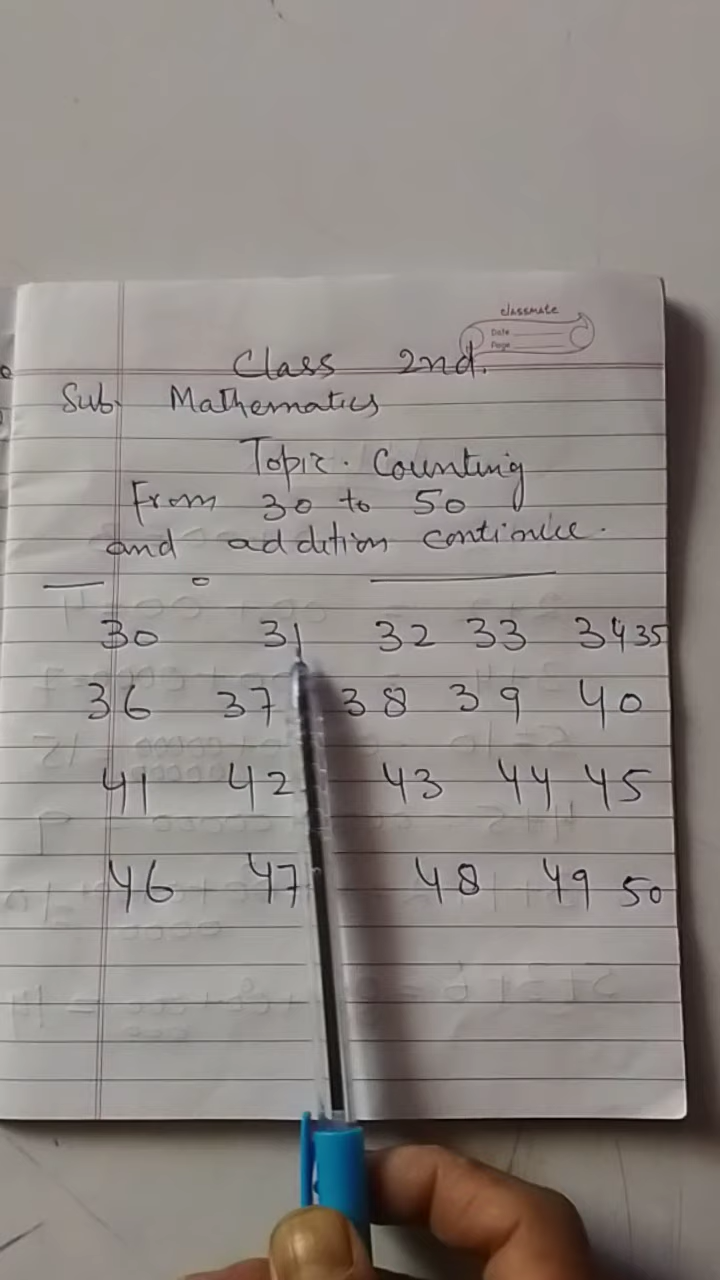 classmate
Date
Page
Class 2nd.
Sub. Mathematics
Topic. Counting
From 30 to 50
and addition continue.
30 31 32 33 34 35
36 37 38 39 40
41 42 43 44 45
46 47 48 49 50